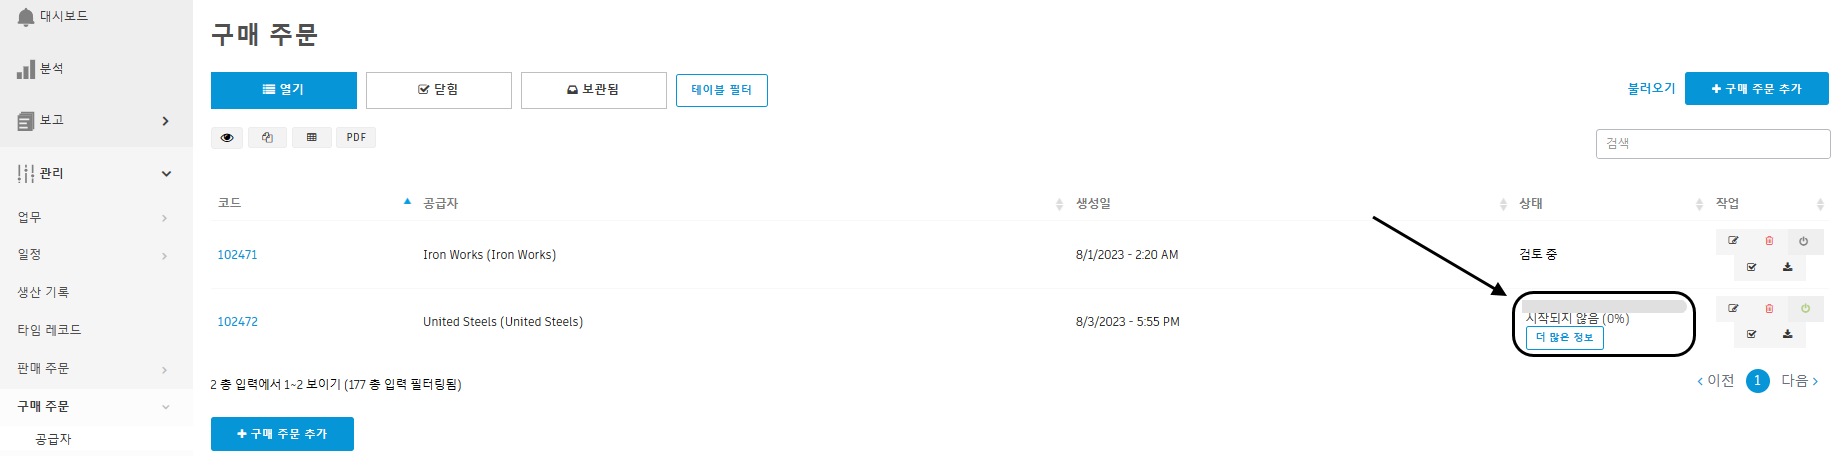 대시보드
분석
보고
관리
업무
일정
생산 기록
타임 레코드
판매 주문
구매 주문
공급자
구매 주문
열기 닫힘 보관됨 테이블 필터 불러오기 구매 주문 추가
PDF 검색
코드 공급자 생성일 상태 작업
102471 Iron Works (Iron Works) 8/1/2023 - 2:20 AM 검토 중
102472 United Steels (United Steels) 8/3/2023 - 5:55 PM 시작되지 않음 (0%)
더 많은 정보
2 총 입력에서 1~2 보이기 (177 총 입력 필터링됨) 이전 1 다음
구매 주문 추가